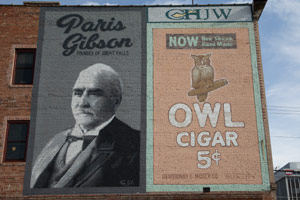 Paris
Gibson
FOUNDER OF GREAT FALLS
CHJW
NOW
OWL
CIGAR
5¢